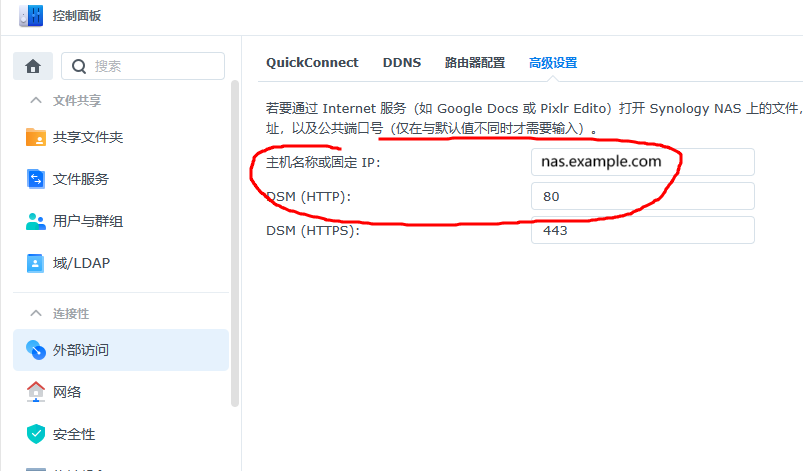 控制面板
搜索
文件共享
共享文件夹
文件服务
用户与群组
域/LDAP
连接性
外部访问
网络
安全性
QuickConnect DDNS 路由器配置 高级设置
若要通过 Internet 服务（如 Google Docs 或 Pixlr Edito）打开 Synology NAS 上的文件，
址，以及公共端口号（仅在与默认值不同时才需要输入）。
主机名称或固定 IP: nas.example.com
DSM (HTTP): 80
DSM (HTTPS): 443